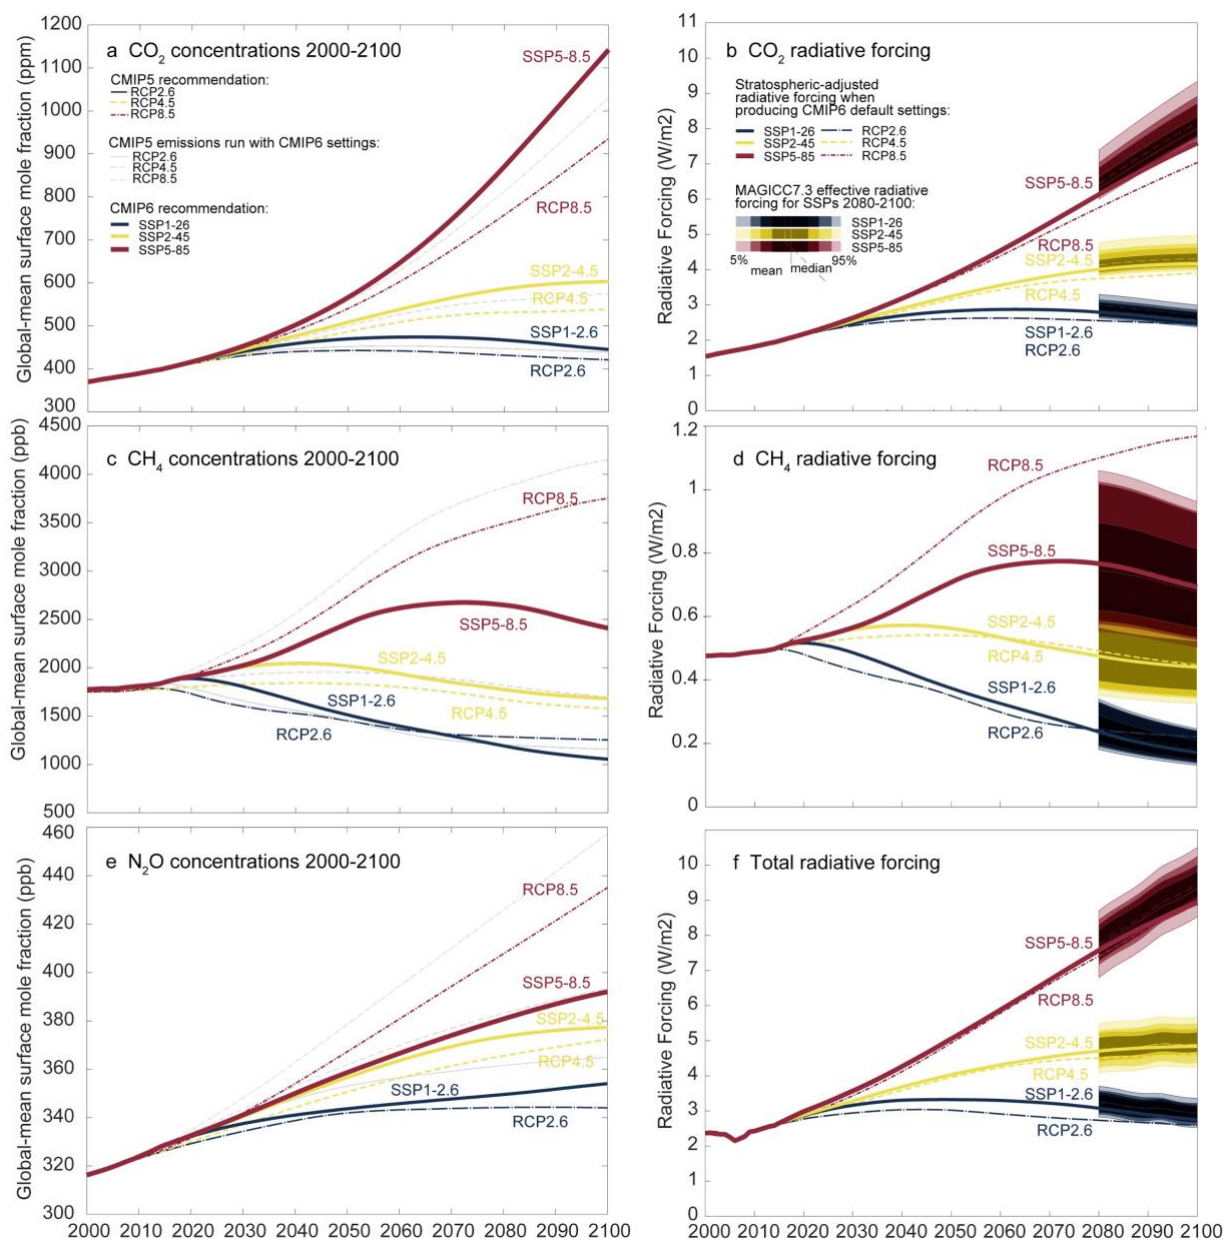 Global-mean surface mole fraction (ppm)
1200
1100
1000
900
800
700
600
500
400
300
a CO2 concentrations 2000-2100
CMIP5 recommendation:
RCP2.6
RCP4.5
RCP8.5
CMIP5 emissions run with CMIP6 settings:
RCP2.6
RCP4.5
RCP8.5
CMIP6 recommendation:
SSP1-26
SSP2-45
SSP5-85
SSP5-8.5
RCP8.5
SSP2-4.5
RCP4.5
SSP1-2.6
RCP2.6
Radiative Forcing (W/m2)
11
10
9
8
7
6
5
4
3
2
1
0
b CO2 radiative forcing
Stratospheric-adjusted
radiative forcing when
producing CMIP6 default settings:
SSP1-26 RCP2.6
SSP2-45 RCP4.5
SSP5-85 RCP8.5
MAGICC7.3 effective radiative
forcing for SSPs 2080-2100:
SSP1-26
SSP2-45
SSP5-85
5% mean median 95%
SSP5-8.5
RCP8.5
SSP2-4.5
RCP4.5
SSP1-2.6
RCP2.6
Global-mean surface mole fraction (ppb)
4500
4000
3500
3000
2500
2000
1500
1000
500
c CH4 concentrations 2000-2100
RCP8.5
SSP5-8.5
SSP2-4.5
SSP1-2.6
RCP4.5
RCP2.6
Radiative Forcing (W/m2)
1.2
1
0.8
0.6
0.4
0.2
0
d CH4 radiative forcing
RCP8.5
SSP5-8.5
SSP2-4.5
RCP4.5
SSP1-2.6
RCP2.6
Global-mean surface mole fraction (ppb)
460
440
420
400
380
360
340
320
300
e N2O concentrations 2000-2100
RCP8.5
SSP5-8.5
SSP2-4.5
RCP4.5
SSP1-2.6
RCP2.6
2000 2010 2020 2030 2040 2050 2060 2070 2080 2090 2100
Radiative Forcing (W/m2)
10
9
8
7
6
5
4
3
2
1
0
f Total radiative forcing
SSP5-8.5
RCP8.5
SSP2-4.5
RCP4.5
SSP1-2.6
RCP2.6
2000 2010 2020 2030 2040 2050 2060 2070 2080 2090 2100